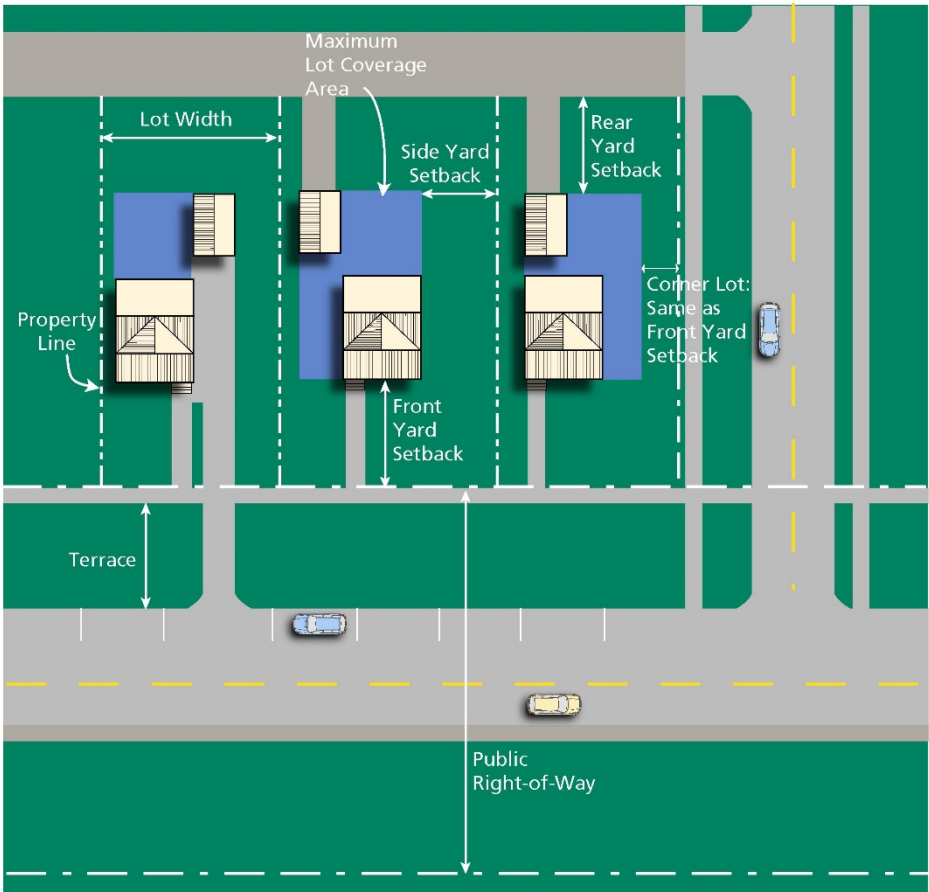 Maximum
Lot Coverage
Area
Lot Width
Side Yard
Setback
Rear
Yard
Setback
Property
Line
Corner Lot:
Same as
Front Yard
Setback
Front
Yard
Setback
Terrace
Public
Right-of-Way